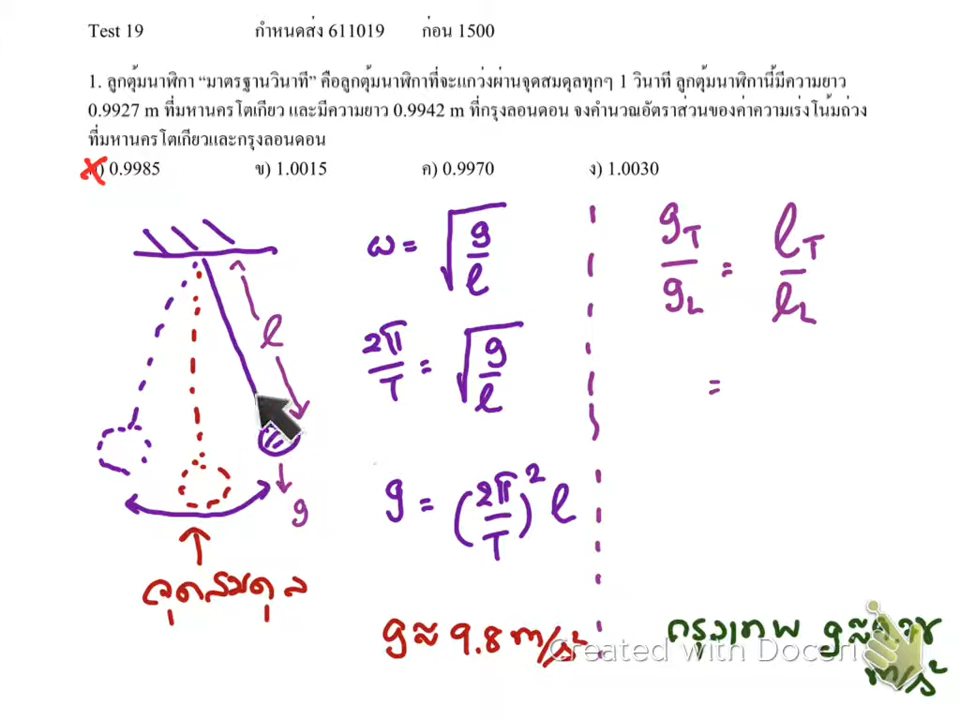 Test 19 กำหนดส่ง 611019 ก่อน 1500
1. ลูกตุ้มนาฬิกา “มาตรฐานวินาที” คือลูกตุ้มนาฬิกาที่จะแกว่งผ่านจุดสมดุลทุกๆ 1 วินาที ลูกตุ้มนาฬิกานี้มีความยาว
0.9927 m ที่มหานครโตเกียว และมีความยาว 0.9942 m ที่กรุงลอนดอน จงคำนวณอัตราส่วนของค่าความเร่งโน้มถ่วง
ที่มหานครโตเกียวและกรุงลอนดอน
0.9985 ข) 1.0015 ค) 0.9970 ง) 1.0030
ω = √(g/l)
g_T/g_L = l_T/l_L
l
2π/T = √(g/l)
=
g = (2π/T)² l
g
จุดสมดุล
g ≈ 9.8 m/s²
กรุงเทพ g ≈
Created with Doceri